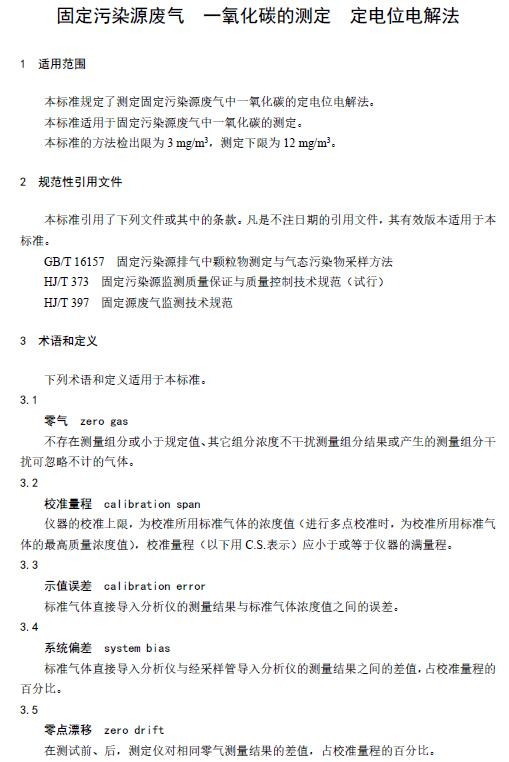 固定污染源废气　一氧化碳的测定　定电位电解法
1　适用范围
本标准规定了测定固定污染源废气中一氧化碳的定电位电解法。
本标准适用于固定污染源废气中一氧化碳的测定。
本标准的方法检出限为 3 mg/m³，测定下限为 12 mg/m³。
2　规范性引用文件
本标准引用了下列文件或其中的条款。凡是不注日期的引用文件，其有效版本适用于本
标准。
GB/T 16157　固定污染源排气中颗粒物测定与气态污染物采样方法
HJ/T 373　固定污染源监测质量保证与质量控制技术规范（试行）
HJ/T 397　固定源废气监测技术规范
3　术语和定义
下列术语和定义适用于本标准。
3.1
零气　zero gas
不存在测量组分或小于规定值、其它组分浓度不干扰测量组分结果或产生的测量组分干
扰可忽略不计的气体。
3.2
校准量程　calibration span
仪器的校准上限，为校准所用标准气体的浓度值（进行多点校准时，为校准所用标准气
体的最高质量浓度值），校准量程（以下用 C.S.表示）应小于或等于仪器的满量程。
3.3
示值误差　calibration error
标准气体直接导入分析仪的测量结果与标准气体浓度值之间的误差。
3.4
系统偏差　system bias
标准气体直接导入分析仪与经采样管导入分析仪的测量结果之间的差值，占校准量程的
百分比。
3.5
零点漂移　zero drift
在测试前、后，测定仪对相同零气测量结果的差值，占校准量程的百分比。